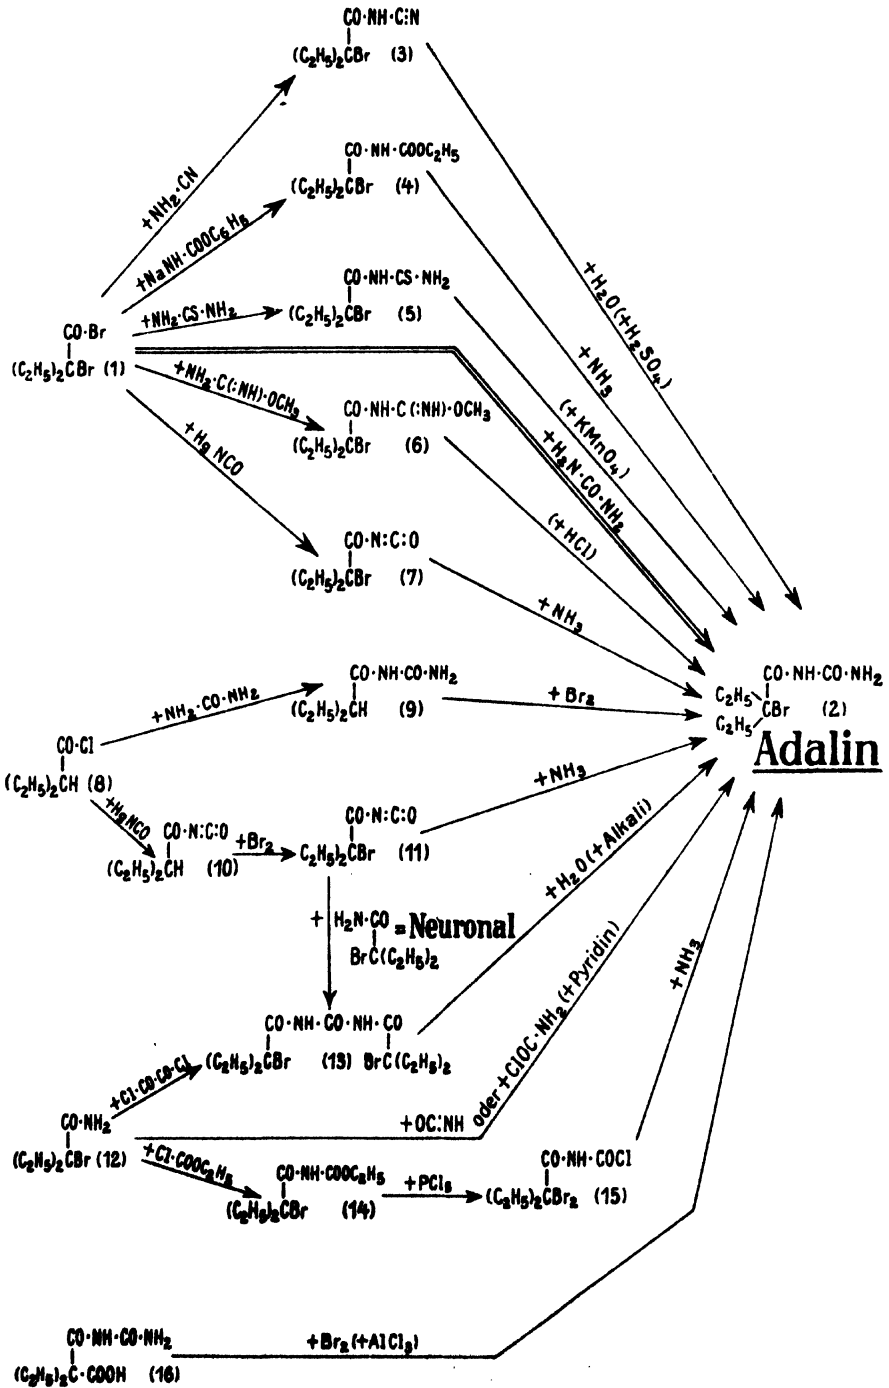 CO·NH·C⫶N
(C₂H₅)₂CBr (3)
+NH₂·CN
CO·NH·COOC₂H₅
(C₂H₅)₂CBr (4)
+NaNH·COOC₆H₅
CO·NH·CS·NH₂
(C₂H₅)₂CBr (5)
+NH₂·CS·NH₂
CO·Br
(C₂H₅)₂CBr (1)
+NH₂·C(:NH)·OCH₃
CO·NH·C(:NH)·OCH₃
(C₂H₅)₂CBr (6)
+Hg NCO
CO·N:C:O
(C₂H₅)₂CBr (7)
+H₂O(+H₂SO₄)
+NH₃
(+KMnO₄)
+H₂N·CO·NH₂
(+HCl)
+NH₃
CO·NH·CO·NH₂
C₂H₅
CBr (2)
C₂H₅
Adalin
+NH₂·CO·NH₂
CO·NH·CO·NH₂
(C₂H₅)₂CH (9)
+Br₂
CO·Cl
(C₂H₅)₂CH (8)
+HgNCO
CO·N:C:O
(C₂H₅)₂CH (10)
+Br₂
CO·N:C:O
(C₂H₅)₂CBr (11)
+NH₃
+ H₂N·CO = Neuronal
BrC(C₂H₅)₂
+H₂O(+Alkali)
CO·NH·CO·NH·CO
(C₂H₅)₂CBr (13) BrC(C₂H₅)₂
+Cl·CO·CO·Cl
CO·NH₂
(C₂H₅)₂CBr (12)
+OC:NH oder +ClOC·NH₂(+Pyridin)
+Cl·COOC₂H₅
CO·NH·COOC₂H₅
(C₂H₅)₂CBr (14)
+PCl₅
CO·NH·COCl
(C₂H₅)₂CBr₂ (15)
+NH₃
CO·NH·CO·NH₂
(C₂H₅)₂C·COOH (16)
+Br₂(+AlCl₃)